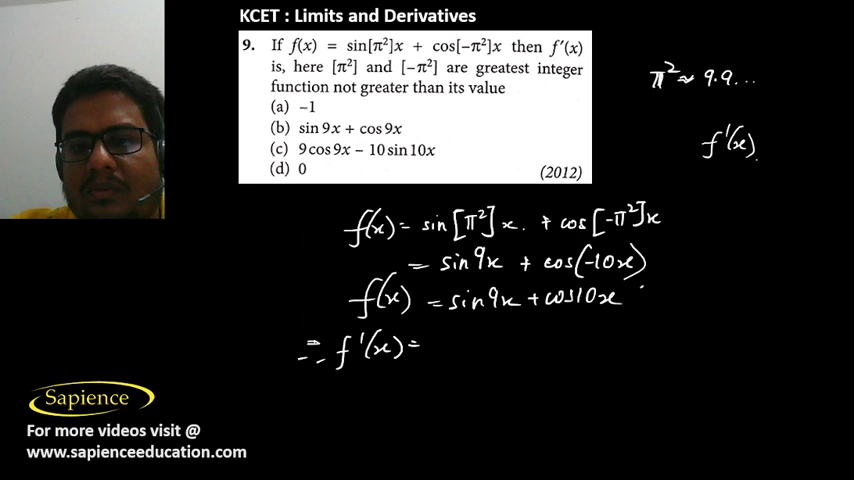 KCET : Limits and Derivatives
9. If f(x) = sin[π²]x + cos[−π²]x then f′(x)
is, here [π²] and [−π²] are greatest integer
function not greater than its value
(a) −1
(b) sin 9x + cos 9x
(c) 9 cos 9x − 10 sin 10x
(d) 0 (2012)
π² ≈ 9.9...
f'(x).
f(x) = sin [π²] x. + cos [-π²]x
= sin 9x + cos(-10x)
f(x) = sin 9x + cos10x
∴ f'(x) =
Sapience
For more videos visit @
www.sapienceeducation.com